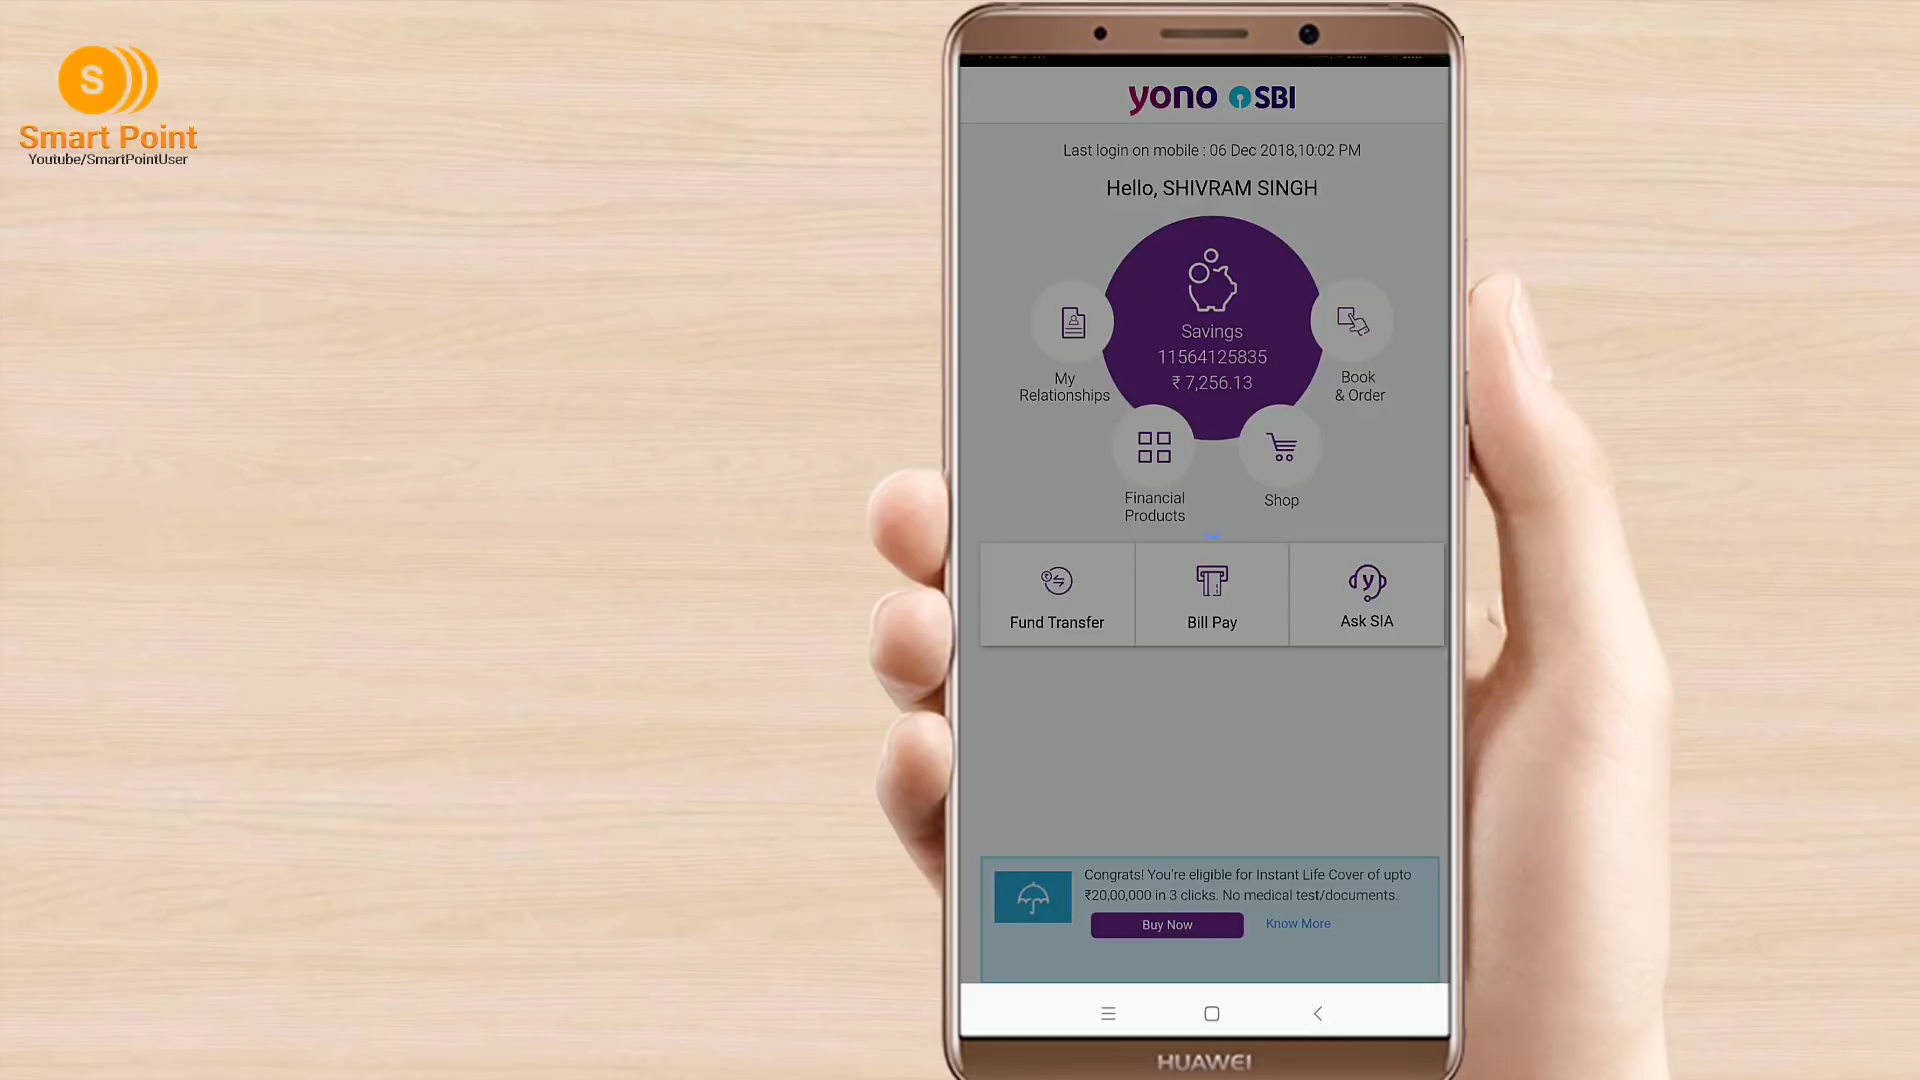 S
Smart Point
Youtube/SmartPointUser
yono SBI
Last login on mobile : 06 Dec 2018,10:02 PM
Hello, SHIVRAM SINGH
Savings
11564125835
₹ 7,256.13
My
Relationships
Book
& Order
Financial
Products
Shop
Fund Transfer
Bill Pay
y
Ask SIA
Congrats! You're eligible for Instant Life Cover of upto
₹20,00,000 in 3 clicks. No medical test/documents.
Buy Now
Know More
HUAWEI